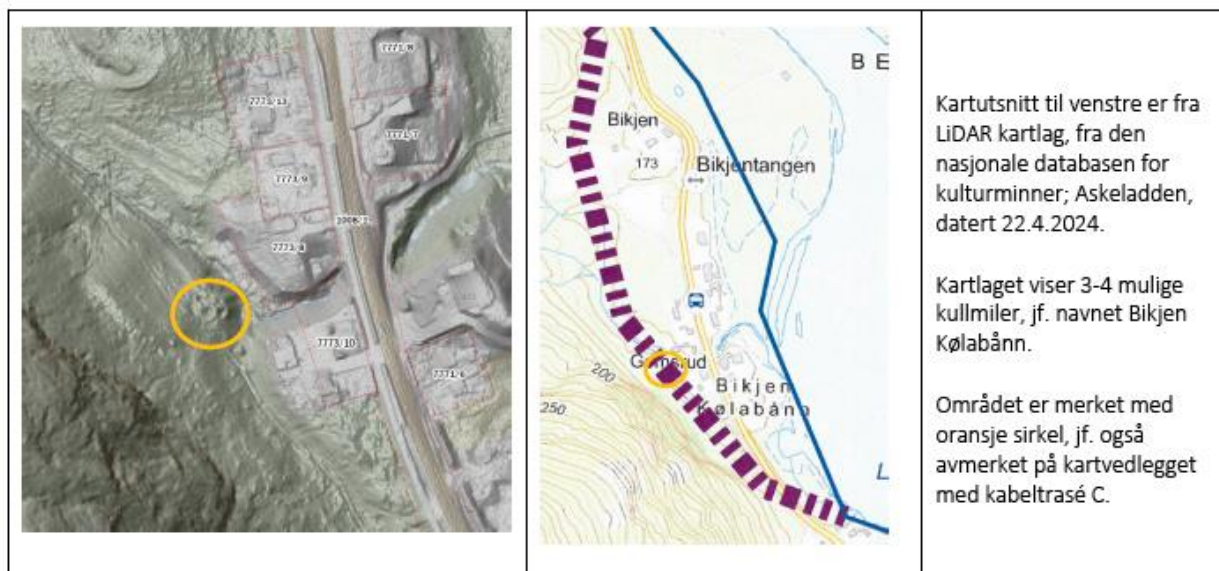 7771/8
7773/13
7771/7
7773/9
1008/1
7773/8
7773/10
7771/6
BE
Bikjen
173
Bikjentangen
200
250
Bikjen
Kølabånn
L
Kartutsnitt til venstre er fra
LiDAR kartlag, fra den
nasjonale databasen for
kulturminner; Askeladden,
datert 22.4.2024.
Kartlaget viser 3-4 mulige
kullmiler, jf. navnet Bikjen
Kølabånn.
Området er merket med
oransje sirkel, jf. også
avmerket på kartvedlegget
med kabeltrasé C.